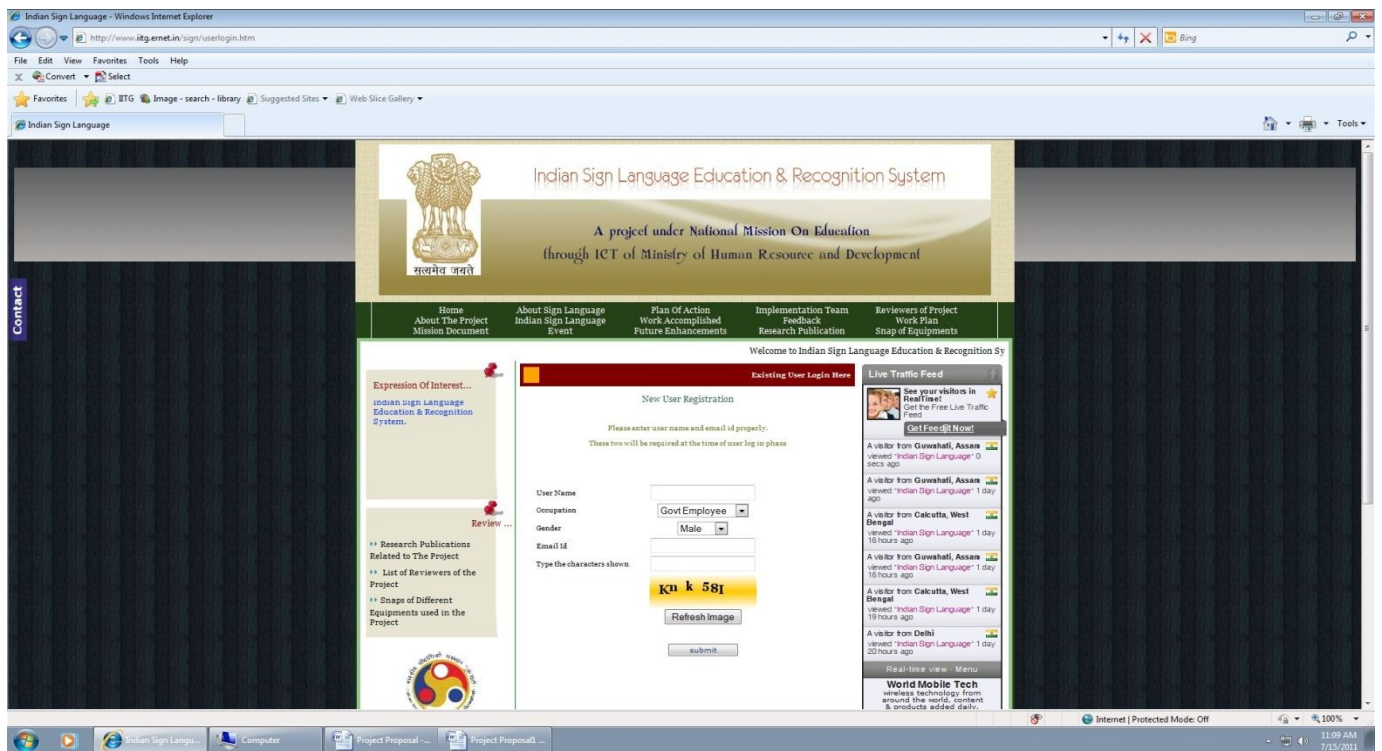 Indian Sign Language - Windows Internet Explorer
http://www.iitg.ernet.in/sign/userlogin.htm
Bing
File Edit View Favorites Tools Help
X Convert Select
Favorites IITG Image - search - library Suggested Sites Web Slice Gallery
Indian Sign Language
Tools
Indian Sign Language Education & Recognition System
A project under National Mission On Education
through ICT of Ministry of Human Resource and Development
सत्यमेव जयते
Contact
Home About Sign Language Plan Of Action Implementation Team Reviewers of Project
About The Project Indian Sign Language Work Accomplished Feedback Work Plan
Mission Document Event Future Enhancements Research Publication Snap of Equipments
Welcome to Indian Sign Language Education & Recognition Sy
Expression Of Interest...
Indian Sign Language
Education & Recognition
System.
Review ...
Research Publications
Related to The Project
List of Reviewers of the
Project
Snaps of Different
Equipments used in the
Project
Existing User Login Here
New User Registration
Please enter user name and email id properly.
These two will be required at the time of user log in phase
User Name
Occupation Govt Employee
Gender Male
Email Id
Type the characters shown
Kn k 58I
Refresh Image
submit
Live Traffic Feed
See your visitors in
RealTime!
Get the Free Live Traffic
Feed
Get Feedjit Now!
A visitor from Guwahati, Assam
viewed "Indian Sign Language" 0
secs ago
A visitor from Guwahati, Assam
viewed "Indian Sign Language" 1 day
ago
A visitor from Calcutta, West
Bengal
viewed "Indian Sign Language" 1 day
16 hours ago
A visitor from Guwahati, Assam
viewed "Indian Sign Language" 1 day
16 hours ago
A visitor from Calcutta, West
Bengal
viewed "Indian Sign Language" 1 day
19 hours ago
A visitor from Delhi
viewed "Indian Sign Language" 1 day
20 hours ago
Real-time view · Menu
World Mobile Tech
wireless technology from
around the world. content
& products added daily.
Internet | Protected Mode: Off
100%
Indian Sign Langu... Computer Project Proposal -... Project Proposal1 ...
11:09 AM
7/15/2011